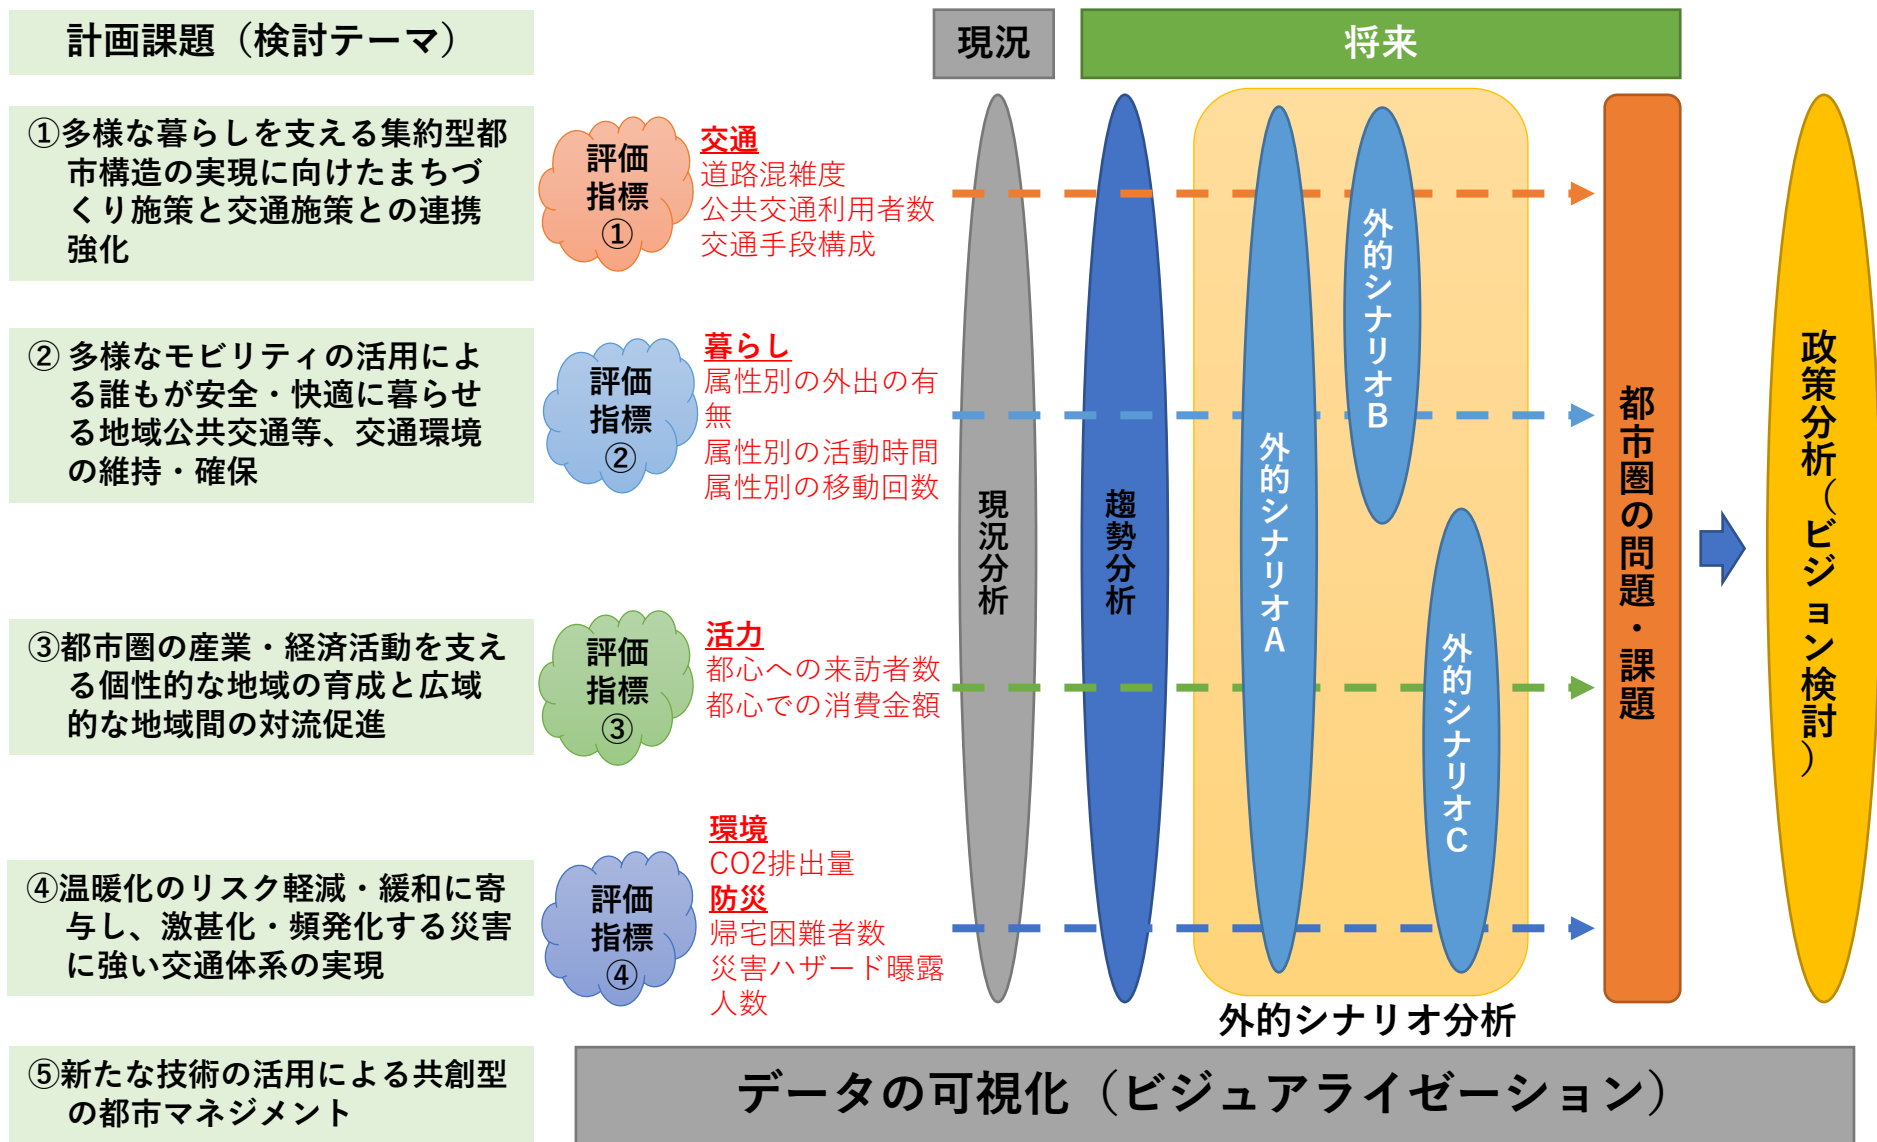 計画課題（検討テーマ）
現況
将来
①多様な暮らしを支える集約型都
市構造の実現に向けたまちづ
くり施策と交通施策との連携
強化
評価
指標
①
交通
道路混雑度
公共交通利用者数
交通手段構成
② 多様なモビリティの活用によ
る誰もが安全・快適に暮らせ
る地域公共交通等、交通環境
の維持・確保
評価
指標
②
暮らし
属性別の外出の有
無
属性別の活動時間
属性別の移動回数
③都市圏の産業・経済活動を支え
る個性的な地域の育成と広域
的な地域間の対流促進
評価
指標
③
活力
都心への来訪者数
都心での消費金額
④温暖化のリスク軽減・緩和に寄
与し、激甚化・頻発化する災害
に強い交通体系の実現
評価
指標
④
環境
CO2排出量
防災
帰宅困難者数
災害ハザード曝露
人数
現況分析
趨勢分析
外的シナリオA
外的シナリオB
外的シナリオC
外的シナリオ分析
都市圏の問題・課題
政策分析（ビジョン検討）
⑤新たな技術の活用による共創型
の都市マネジメント
データの可視化（ビジュアライゼーション）